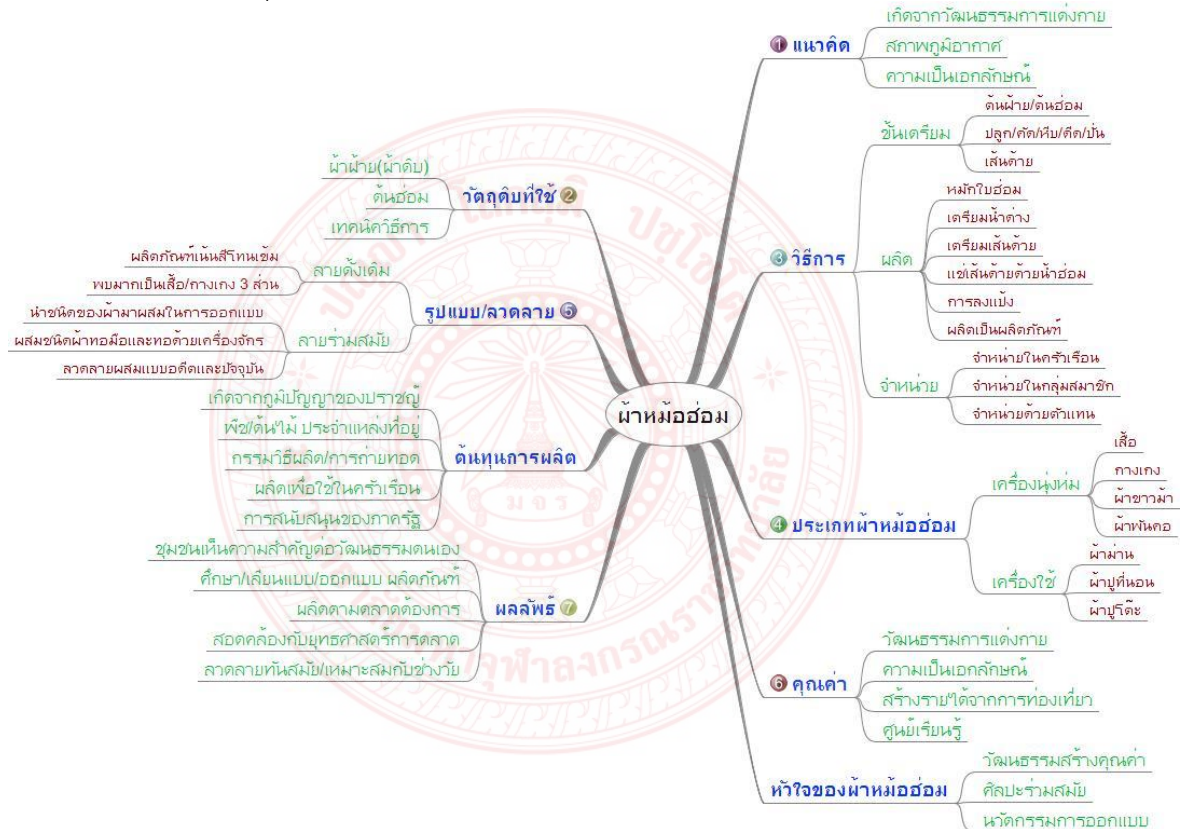 ผ้าหม้อฮ่อม
❶ แนวคิด
เกิดจากวัฒนธรรมการแต่งกาย
สภาพภูมิอากาศ
ความเป็นเอกลักษณ์
วัตถุดิบที่ใช้ ❷
ผ้าฝ้าย(ผ้าดิบ)
ต้นฮ่อม
เทคนิควิธีการ
❸ วิธีการ
ขั้นเตรียม
ต้นฝ้าย/ต้นฮ่อม
ปลูก/คัด/หีบ/ดีด/ปั่น
เส้นด้าย
ผลิต
หมักใบฮ่อม
เตรียมน้ำด่าง
เตรียมเส้นด้าย
แช่เส้นด้ายด้วยน้ำฮ่อม
การลงแป้ง
ผลิตเป็นผลิตภัณฑ์
จำหน่าย
จำหน่ายในครัวเรือน
จำหน่ายในกลุ่มสมาชิก
จำหน่ายด้วยตัวแทน
❹ ประเภทผ้าหม้อฮ่อม
เครื่องนุ่งห่ม
เสื้อ
กางเกง
ผ้าขาวม้า
ผ้าพันคอ
เครื่องใช้
ผ้าม่าน
ผ้าปูที่นอน
ผ้าปูโต๊ะ
รูปแบบ/ลวดลาย ❺
ลายดั้งเดิม
ผลิตภัณฑ์เน้นสีโทนเข้ม
พบมากเป็นเสื้อ/กางเกง 3 ส่วน
ลายร่วมสมัย
นำชนิดของผ้ามาผสมในการออกแบบ
ผสมชนิดผ้าทอมือและทอด้วยเครื่องจักร
ลวดลายผสมแบบอดีตและปัจจุบัน
❻ คุณค่า
วัฒนธรรมการแต่งกาย
ความเป็นเอกลักษณ์
สร้างรายได้จากการท่องเที่ยว
ศูนย์เรียนรู้
ต้นทุนการผลิต
เกิดจากภูมิปัญญาของปราชญ์
พืช/ต้นไม้ ประจำแหล่งที่อยู่
กรรมวิธีผลิต/การถ่ายทอด
ผลิตเพื่อใช้ในครัวเรือน
การสนับสนุนของภาครัฐ
ผลลัพธ์ ❼
ชุมชนเห็นความสำคัญต่อวัฒนธรรมตนเอง
ศึกษา/เลียนแบบ/ออกแบบ ผลิตภัณฑ์
ผลิตตามตลาดต้องการ
สอดคล้องกับยุทธศาสตร์การตลาด
ลวดลายทันสมัย/เหมาะสมกับช่วงวัย
หัวใจของผ้าหม้อฮ่อม
วัฒนธรรมสร้างคุณค่า
ศิลปะร่วมสมัย
นวัตกรรมการออกแบบ
ปัญญา โลกสฺมิ ปชฺโชโต
มจร